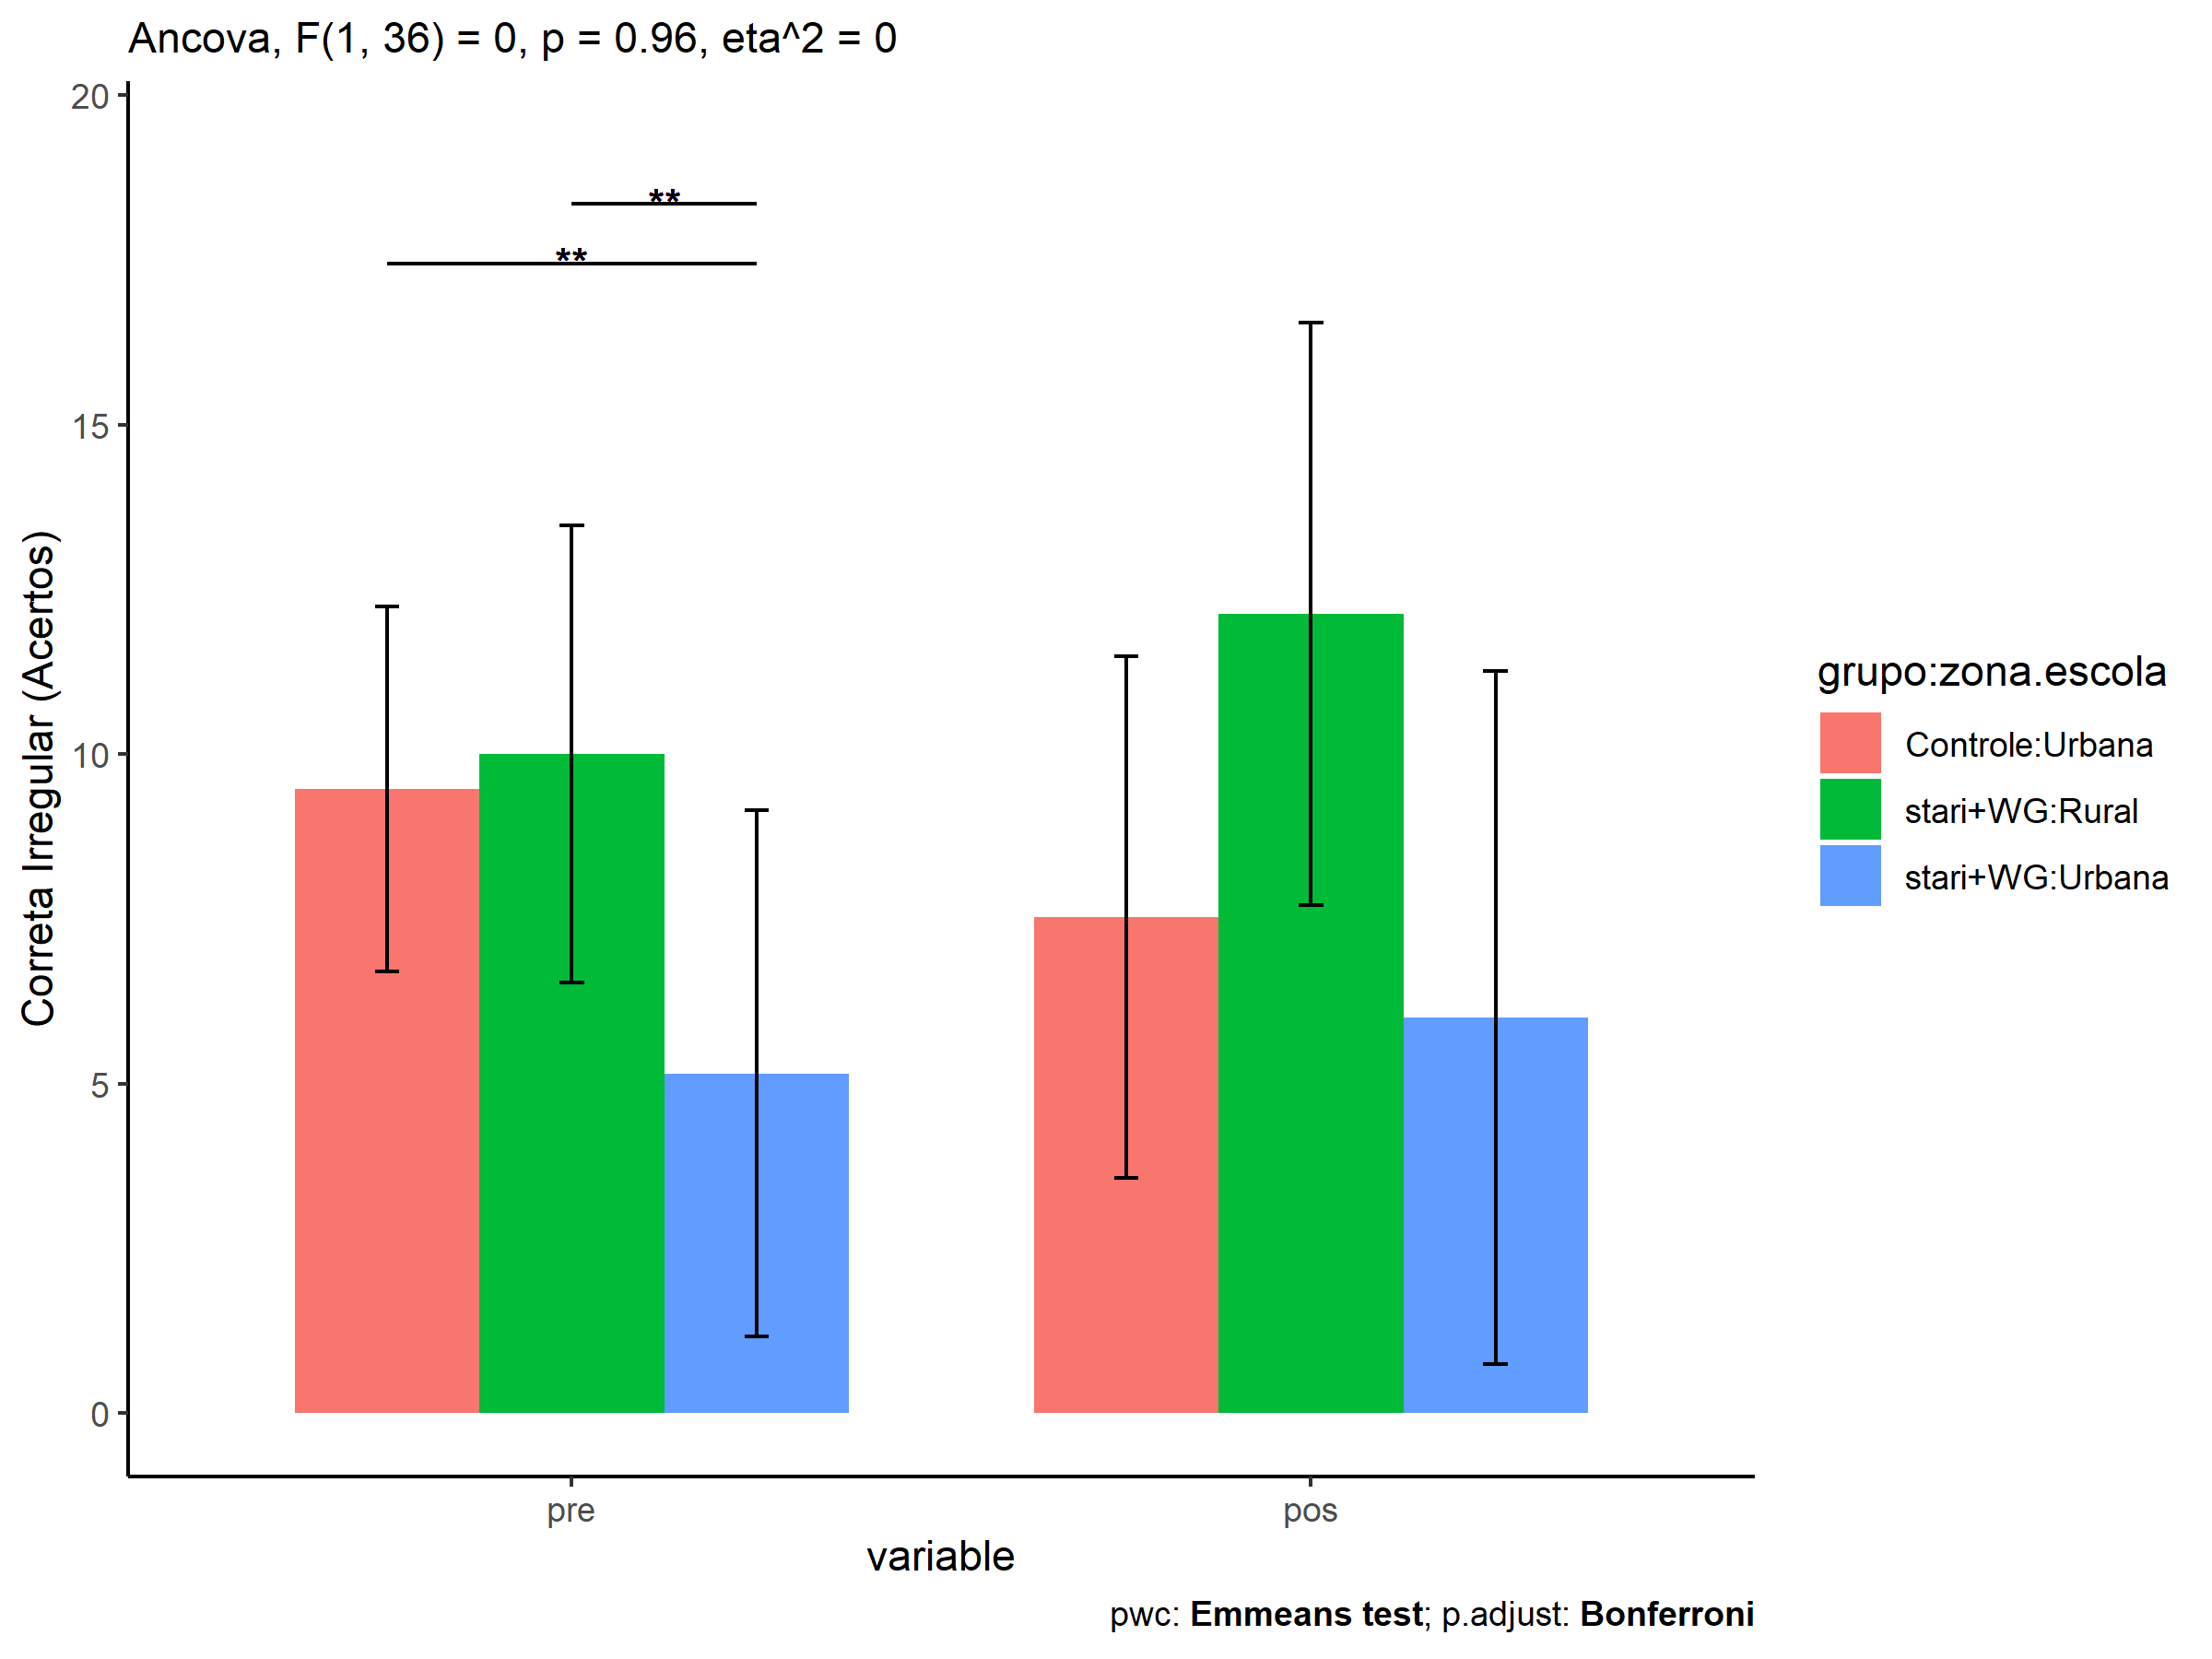 Ancova, F(1, 36) = 0, p = 0.96, eta^2 = 0
20
15
10
5
0
Correta Irregular (Acertos)
**
**
pre
pos
variable
grupo:zona.escola
Controle:Urbana
stari+WG:Rural
stari+WG:Urbana
pwc: Emmeans test; p.adjust: Bonferroni